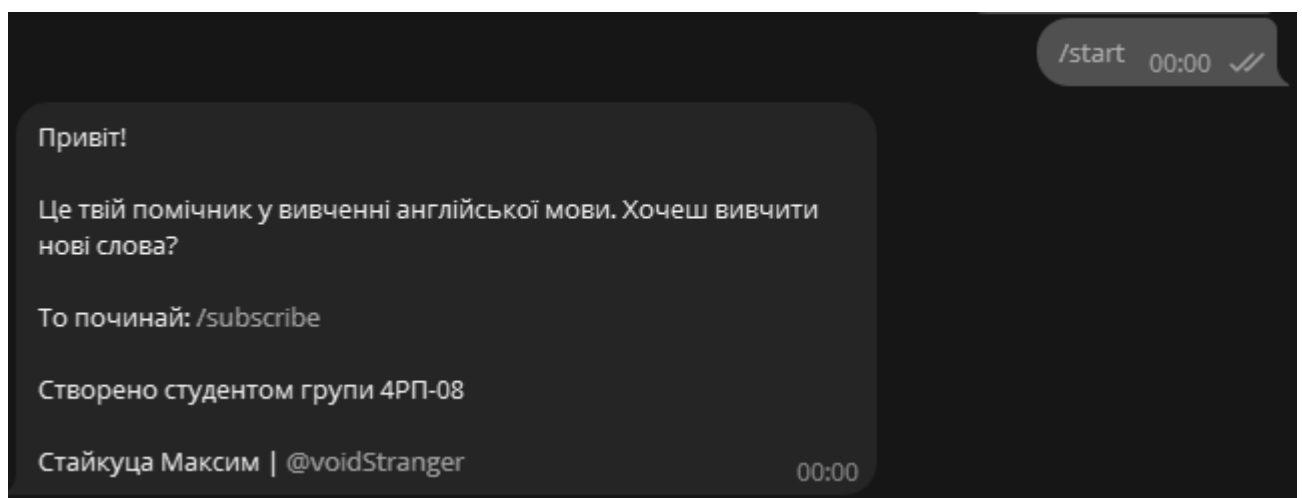 /start 00:00
Привіт!
Це твій помічник у вивченні англійської мови. Хочеш вивчити
нові слова?
То починай: /subscribe
Створено студентом групи 4РП-08
Стайкуца Максим | @voidStranger
00:00